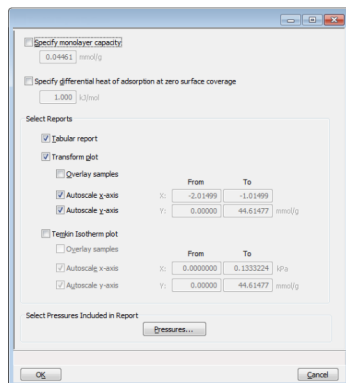 Specify monolayer capacity
0.04461 mmol/g
Specify differential heat of adsorption at zero surface coverage
1.000 kJ/mol
Select Reports
Tabular report
Transform plot
Overlay samples
From To
Autoscale x-axis X: -2.01499 -1.01499
Autoscale y-axis Y: 0.00000 44.61477 mmol/g
Temkin Isotherm plot
Overlay samples
From To
Autoscale x-axis X: 0.0000000 0.1333224 kPa
Autoscale y-axis Y: 0.00000 44.61477 mmol/g
Select Pressures Included in Report
Pressures...
OK Cancel